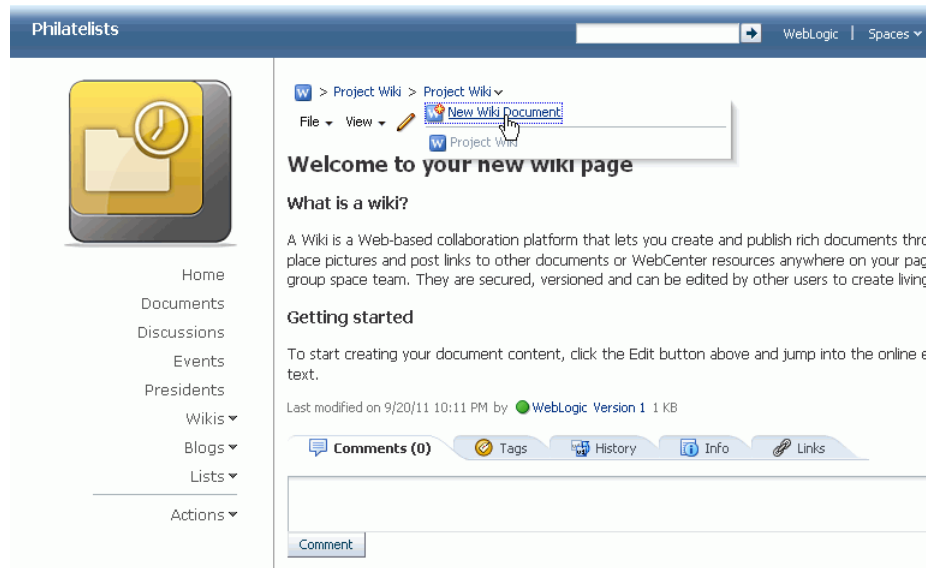 Philatelists
WebLogic | Spaces
> Project Wiki > Project Wiki
File View
New Wiki Document
Project Wiki
Welcome to your new wiki page
What is a wiki?
A Wiki is a Web-based collaboration platform that lets you create and publish rich documents thro
place pictures and post links to other documents or WebCenter resources anywhere on your pag
group space team. They are secured, versioned and can be edited by other users to create living
Getting started
To start creating your document content, click the Edit button above and jump into the online e
text.
Last modified on 9/20/11 10:11 PM by WebLogic Version 1 1 KB
Comments (0) Tags History Info Links
Comment
Home
Documents
Discussions
Events
Presidents
Wikis
Blogs
Lists
Actions